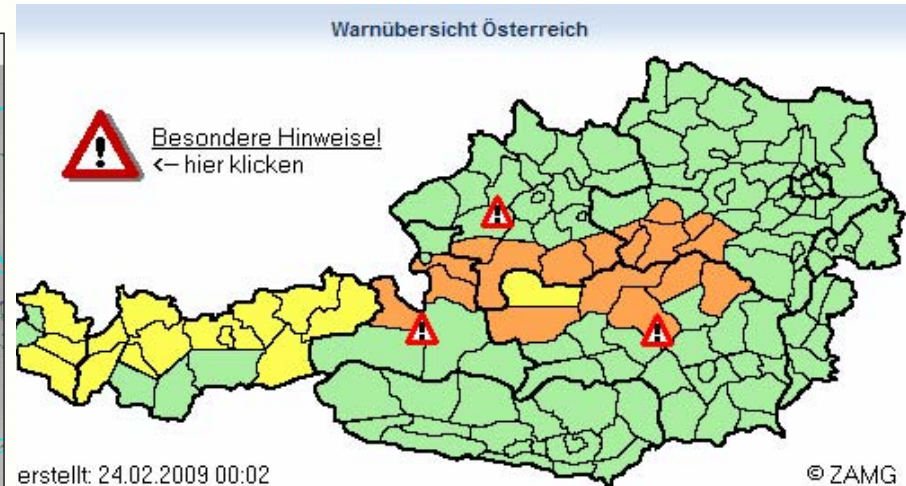 Warnübersicht Österreich
Besondere Hinweise!
<-- hier klicken
erstellt: 24.02.2009 00:02
© ZAMG